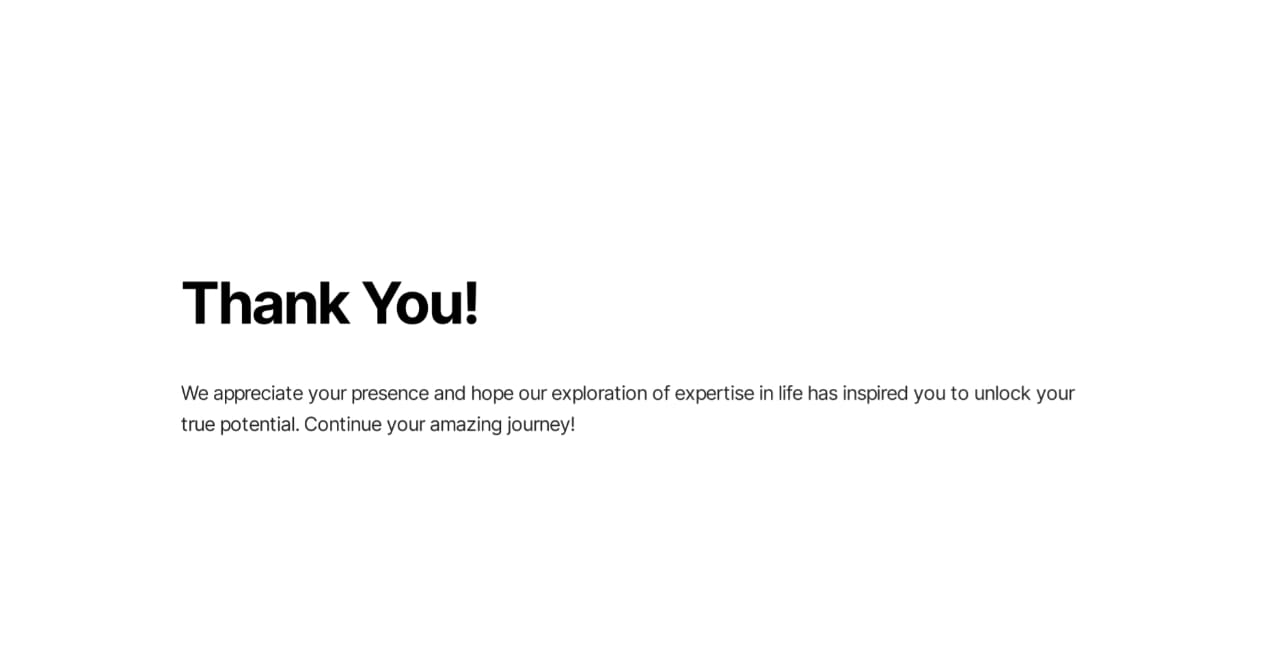 Thank You!
We appreciate your presence and hope our exploration of expertise in life has inspired you to unlock your
true potential. Continue your amazing journey!